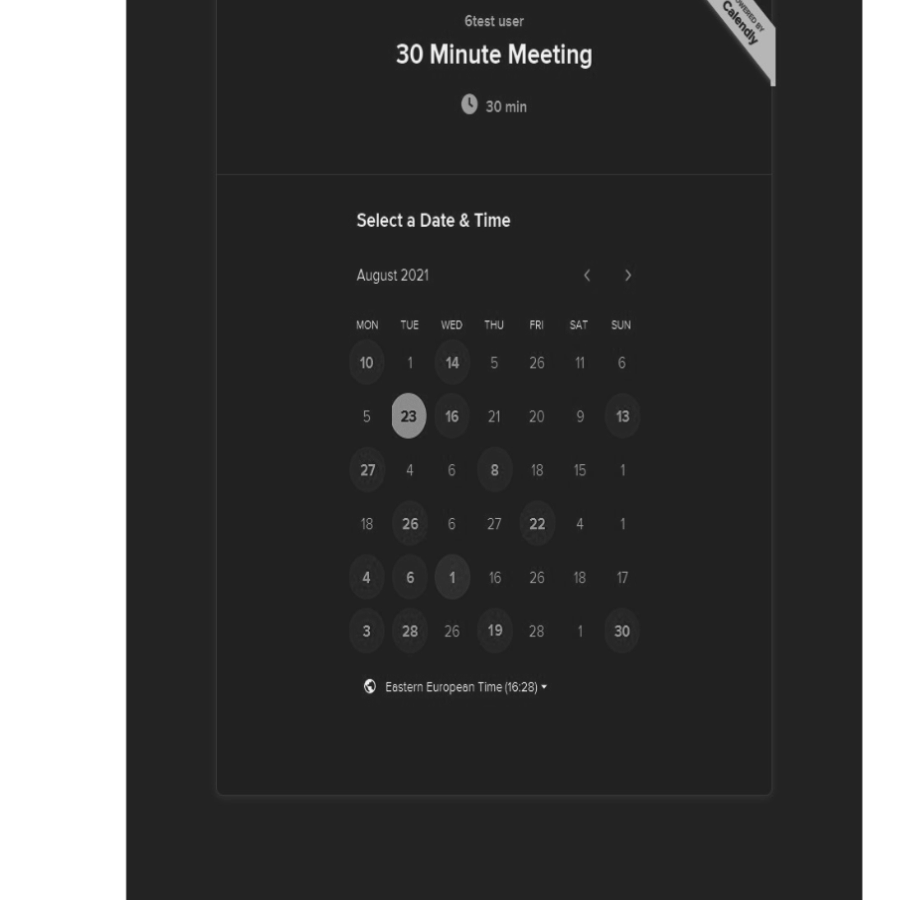 6test user
POWERED BY
Calendly
30 Minute Meeting
30 min
Select a Date & Time
August 2021
MON TUE WED THU FRI SAT SUN
10 1 14 5 26 11 6
5 23 16 21 20 9 13
27 4 6 8 18 15 1
18 26 6 27 22 4 1
4 6 1 16 26 18 17
3 28 26 19 28 1 30
Eastern European Time (16:28)